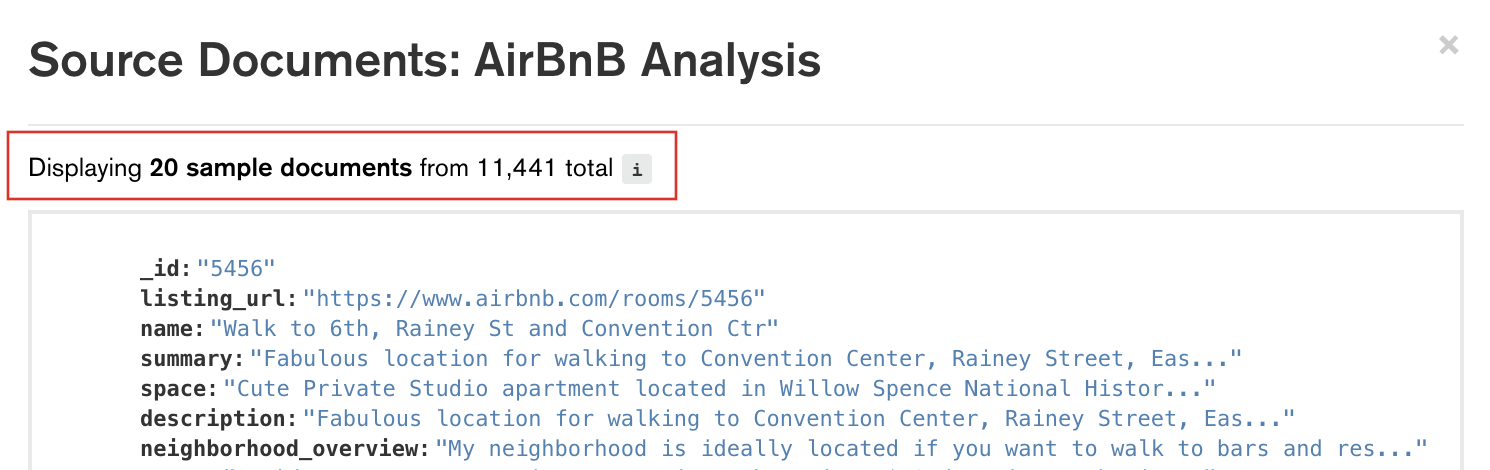 Source Documents: AirBnB Analysis ×
Displaying 20 sample documents from 11,441 total i
_id: "5456"
listing_url: "https://www.airbnb.com/rooms/5456"
name: "Walk to 6th, Rainey St and Convention Ctr"
summary: "Fabulous location for walking to Convention Center, Rainey Street, Eas..."
space: "Cute Private Studio apartment located in Willow Spence National Histor..."
description: "Fabulous location for walking to Convention Center, Rainey Street, Eas..."
neighborhood_overview: "My neighborhood is ideally located if you want to walk to bars and res..."